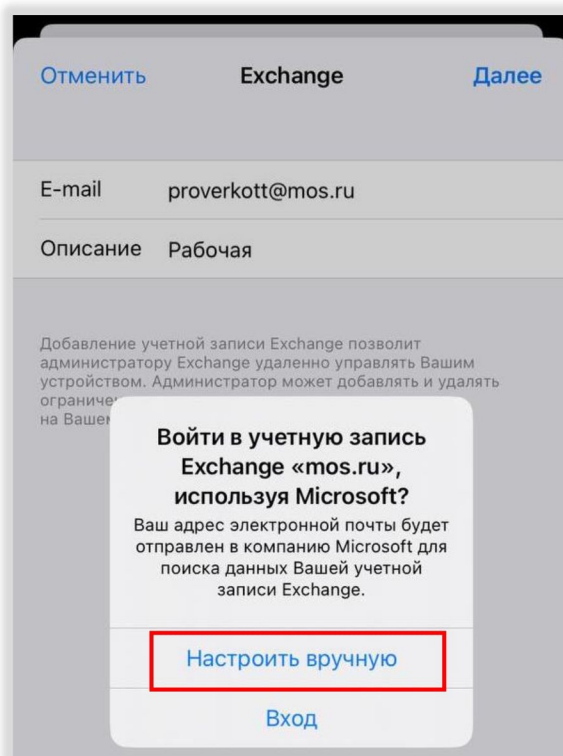 Отменить Exchange Далее
E-mail proverkott@mos.ru
Описание Рабочая
Добавление учетной записи Exchange позволит
администратору Exchange удаленно управлять Вашим
устройством. Администратор может добавлять и удалять
на
Войти в учетную запись
Exchange «mos.ru»,
используя Microsoft?
Ваш адрес электронной почты будет
отправлен в компанию Microsoft для
поиска данных Вашей учетной
записи Exchange.
Настроить вручную
Вход